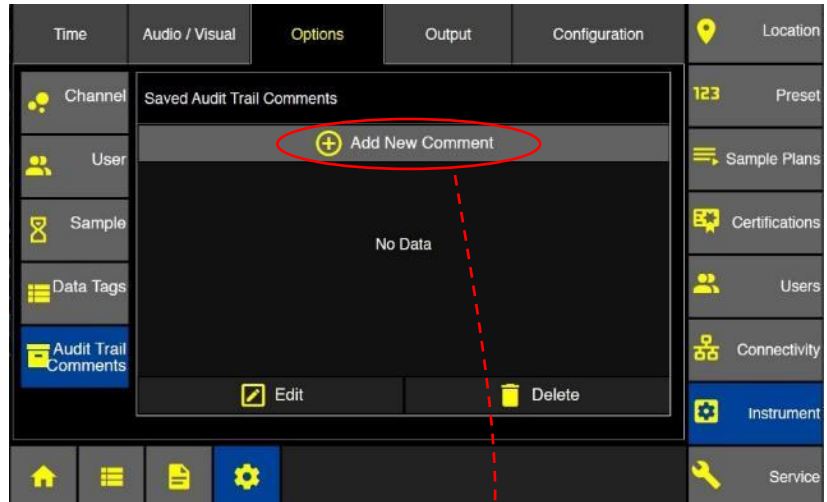 Time Audio / Visual Options Output Configuration
Location
Channel
Saved Audit Trail Comments
123 Preset
Add New Comment
User
Sample Plans
Sample
No Data
Certifications
Data Tags
Users
Audit Trail
Comments
Connectivity
Edit Delete
Instrument
Service